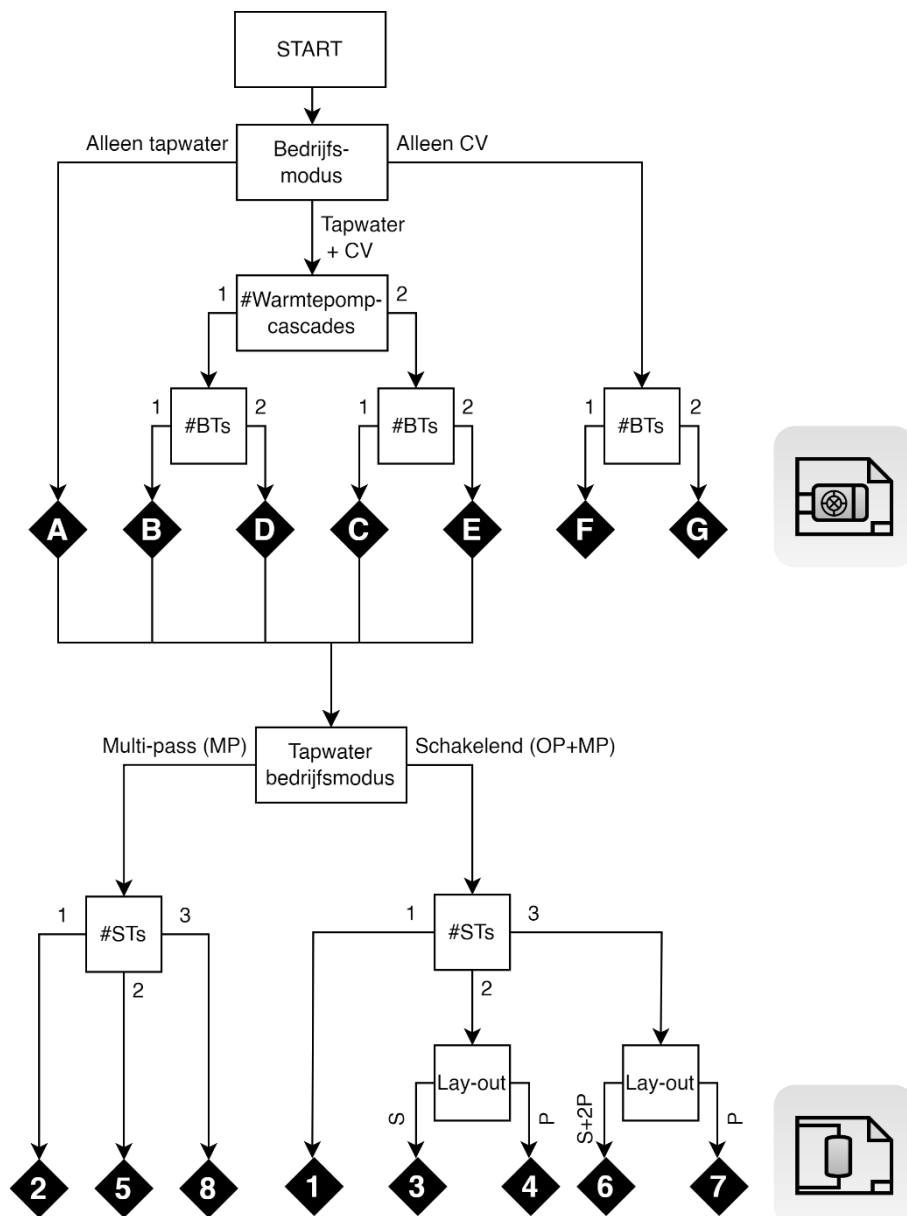 START
Alleen tapwater
Bedrijfs-
modus
Alleen CV
Tapwater
+ CV
1
#Warmtepomp-
cascades
2
1
#BTs
2
1
#BTs
2
1
#BTs
2
A
B
D
C
E
F
G
Multi-pass (MP)
Tapwater
bedrijfsmodus
Schakelend (OP+MP)
1
#STs
3
2
1
#STs
3
2
Lay-out
Lay-out
S
P
S+2P
P
2
5
8
1
3
4
6
7